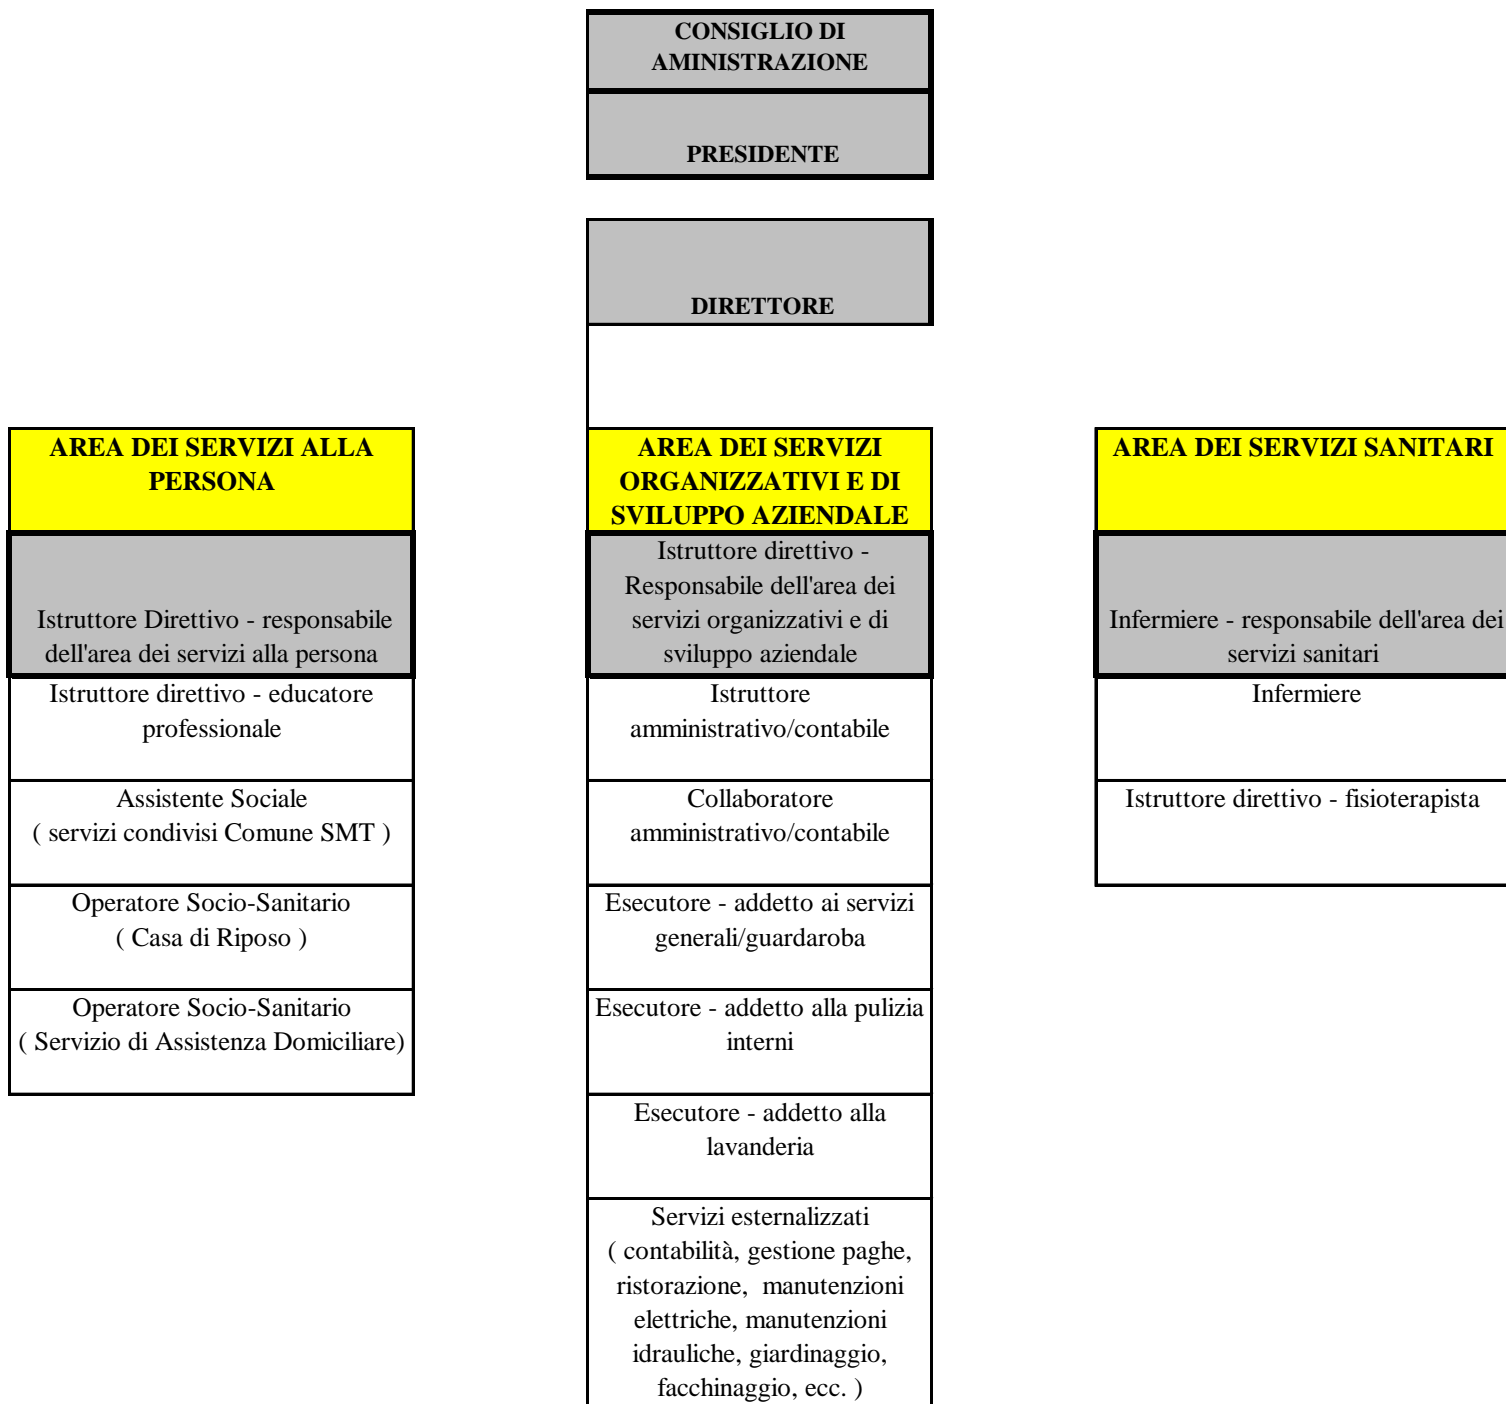 CONSIGLIO DI
AMINISTRAZIONE
PRESIDENTE
DIRETTORE
AREA DEI SERVIZI ALLA
PERSONA
Istruttore Direttivo - responsabile
dell'area dei servizi alla persona
Istruttore direttivo - educatore
professionale
Assistente Sociale
( servizi condivisi Comune SMT )
Operatore Socio-Sanitario
( Casa di Riposo )
Operatore Socio-Sanitario
( Servizio di Assistenza Domiciliare)
AREA DEI SERVIZI
ORGANIZZATIVI E DI
SVILUPPO AZIENDALE
Istruttore direttivo -
Responsabile dell'area dei
servizi organizzativi e di
sviluppo aziendale
Istruttore
amministrativo/contabile
Collaboratore
amministrativo/contabile
Esecutore - addetto ai servizi
generali/guardaroba
Esecutore - addetto alla pulizia
interni
Esecutore - addetto alla
lavanderia
Servizi esternalizzati
( contabilità, gestione paghe,
ristorazione,  manutenzioni
elettriche, manutenzioni
idrauliche, giardinaggio,
facchinaggio, ecc. )
AREA DEI SERVIZI SANITARI
Infermiere - responsabile dell'area dei
servizi sanitari
Infermiere
Istruttore direttivo - fisioterapista